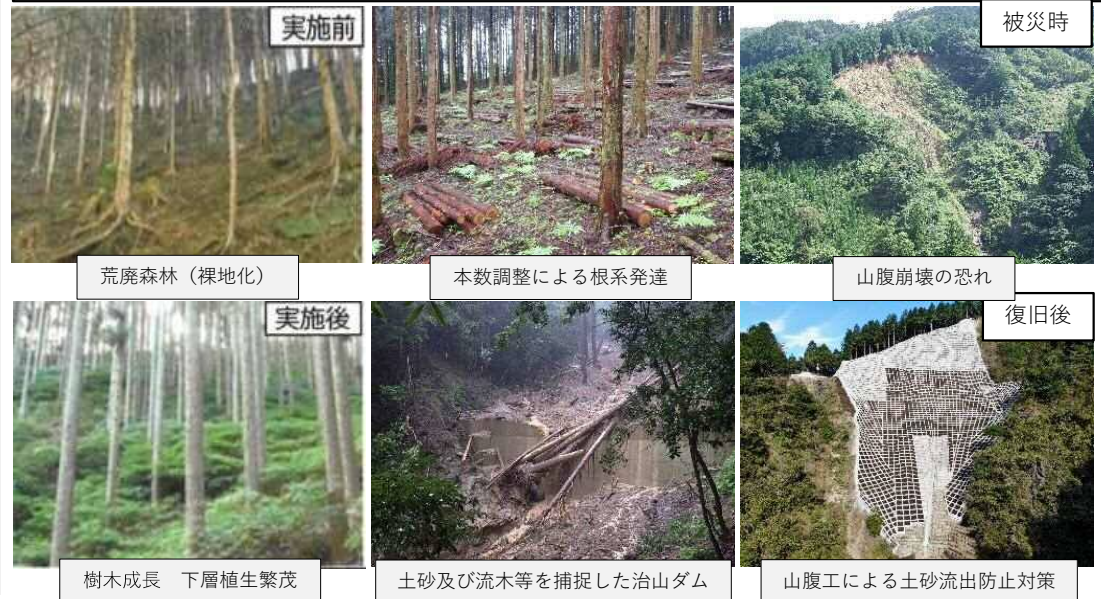 実施前
被災時
荒廃森林（裸地化）
本数調整による根系発達
山腹崩壊の恐れ
実施後
復旧後
樹木成長　下層植生繁茂
土砂及び流木等を捕捉した治山ダム
山腹工による土砂流出防止対策